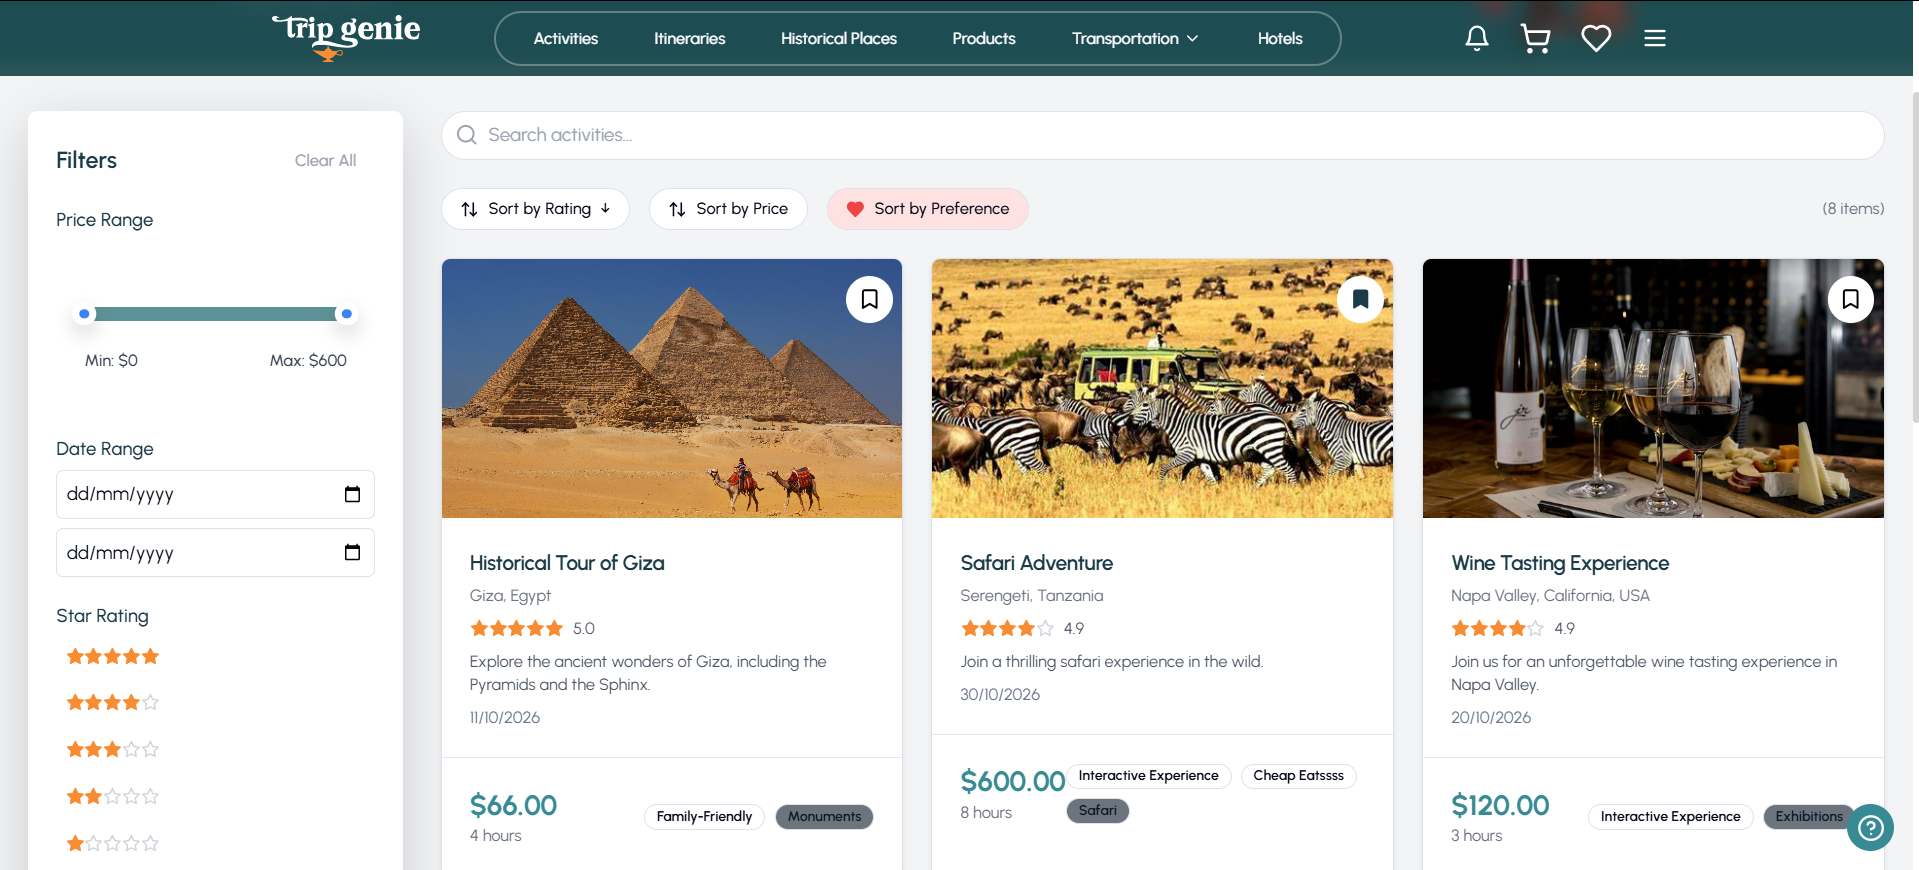 trip genie
Activities
Itineraries
Historical Places
Products
Transportation
Hotels
Filters
Clear All
Price Range
Min: $0
Max: $600
Date Range
dd/mm/yyyy
dd/mm/yyyy
Star Rating
Search activities...
Sort by Rating ↓
Sort by Price
Sort by Preference
(8 items)
Historical Tour of Giza
Giza, Egypt
5.0
Explore the ancient wonders of Giza, including the
Pyramids and the Sphinx.
11/10/2026
$66.00
4 hours
Family-Friendly
Monuments
Safari Adventure
Serengeti, Tanzania
4.9
Join a thrilling safari experience in the wild.
30/10/2026
$600.00
8 hours
Interactive Experience
Cheap Eatssss
Safari
Wine Tasting Experience
Napa Valley, California, USA
4.9
Join us for an unforgettable wine tasting experience in
Napa Valley.
20/10/2026
$120.00
3 hours
Interactive Experience
Exhibitions